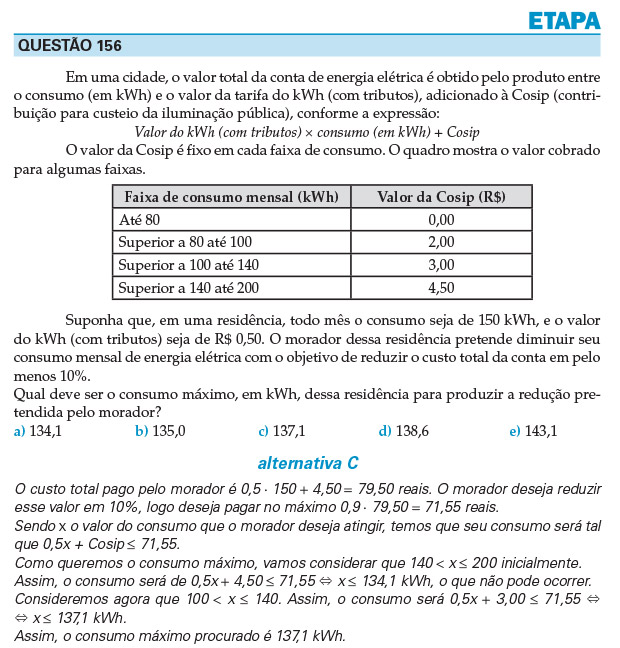 ETAPA
QUESTÃO 156
Em uma cidade, o valor total da conta de energia elétrica é obtido pelo produto entre
o consumo (em kWh) e o valor da tarifa do kWh (com tributos), adicionado à Cosip (contri-
buição para custeio da iluminação pública), conforme a expressão:
Valor do kWh (com tributos) × consumo (em kWh) + Cosip
O valor da Cosip é fixo em cada faixa de consumo. O quadro mostra o valor cobrado
para algumas faixas.
Faixa de consumo mensal (kWh) Valor da Cosip (R$)
Até 80 0,00
Superior a 80 até 100 2,00
Superior a 100 até 140 3,00
Superior a 140 até 200 4,50
Suponha que, em uma residência, todo mês o consumo seja de 150 kWh, e o valor
do kWh (com tributos) seja de R$ 0,50. O morador dessa residência pretende diminuir seu
consumo mensal de energia elétrica com o objetivo de reduzir o custo total da conta em pelo
menos 10%.
Qual deve ser o consumo máximo, em kWh, dessa residência para produzir a redução pre-
tendida pelo morador?
a) 134,1 b) 135,0 c) 137,1 d) 138,6 e) 143,1
alternativa C
O custo total pago pelo morador é 0,5 · 150 + 4,50 = 79,50 reais. O morador deseja reduzir
esse valor em 10%, logo deseja pagar no máximo 0,9 · 79,50 = 71,55 reais.
Sendo x o valor do consumo que o morador deseja atingir, temos que seu consumo será tal
que 0,5x + Cosip ≤ 71,55.
Como queremos o consumo máximo, vamos considerar que 140 < x ≤ 200 inicialmente.
Assim, o consumo será de 0,5x + 4,50 ≤ 71,55 ⇔ x ≤ 134,1 kWh, o que não pode ocorrer.
Consideremos agora que 100 < x ≤ 140. Assim, o consumo será 0,5x + 3,00 ≤ 71,55 ⇔
⇔ x ≤ 137,1 kWh.
Assim, o consumo máximo procurado é 137,1 kWh.